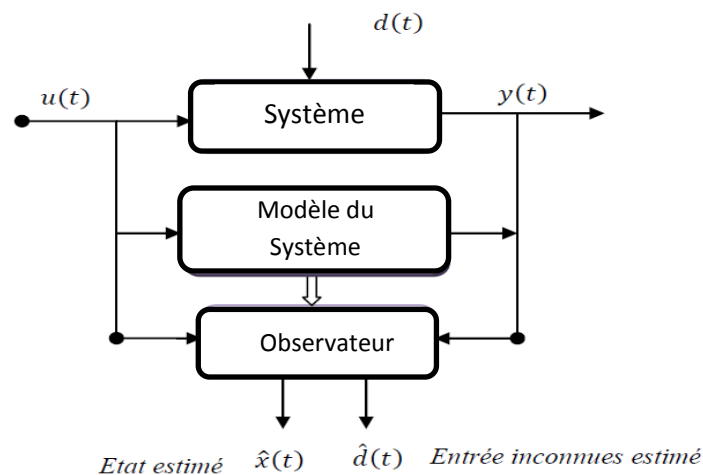 d(t)
u(t)
y(t)
Système
Modèle du
Système
Observateur
Etat estimé x̂(t) d̂(t) Entrée inconnues estimé